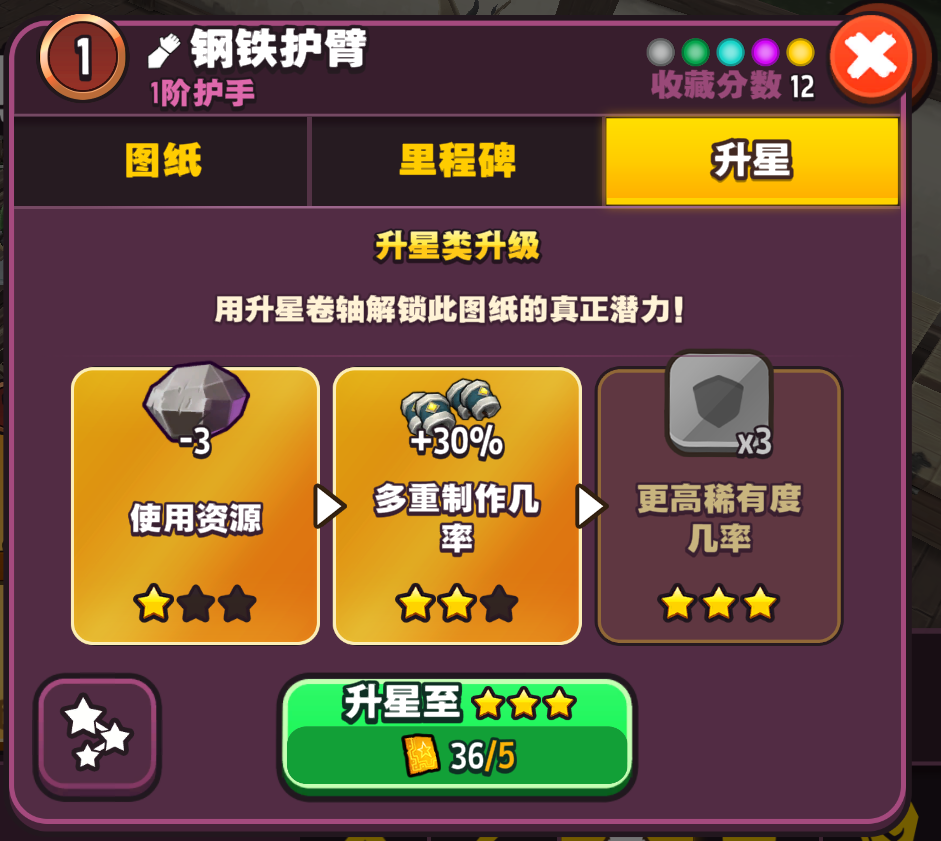 1
钢铁护臂
1阶护手
收藏分数 12
图纸
里程碑
升星
升星类升级
用升星卷轴解锁此图纸的真正潜力！
-3
使用资源
+30%
多重制作几
率
x3
更高稀有度
几率
升星至
36/5